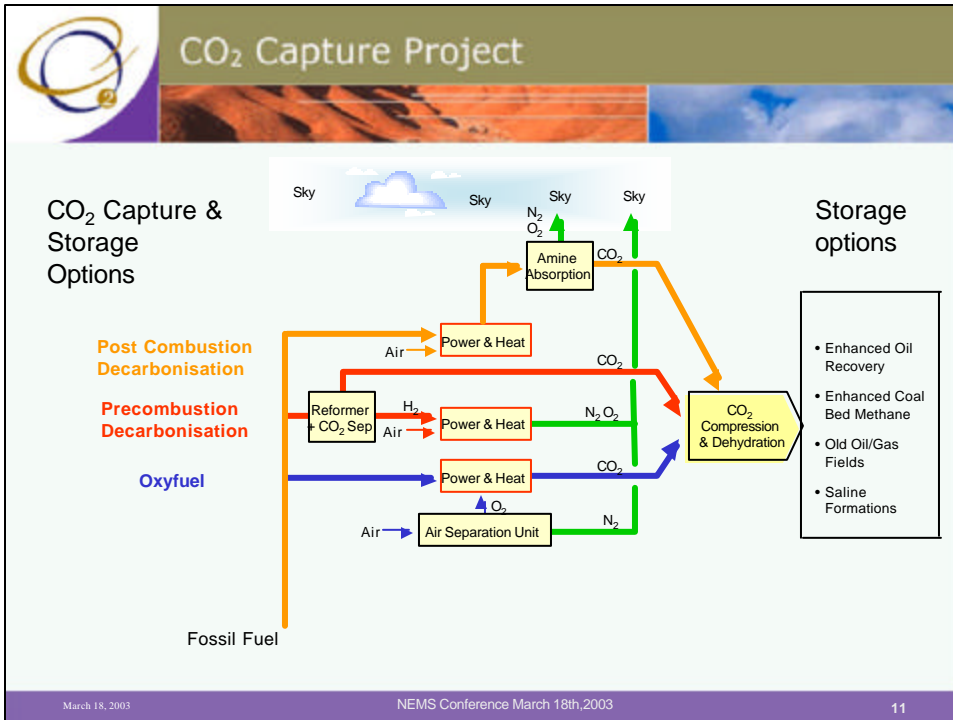 CO₂ Capture Project
CO₂ Capture &
Storage
Options
Sky
Sky
Sky
Sky
Storage
options
N₂
O₂
Amine
Absorption
CO₂
Post Combustion
Decarbonisation
Air
Power & Heat
CO₂
Precombustion
Decarbonisation
Reformer
+ CO₂ Sep
H₂
Air
Power & Heat
N₂ O₂
CO₂
Compression
& Dehydration
Oxyfuel
Power & Heat
CO₂
O₂
Air
Air Separation Unit
N₂
• Enhanced Oil
Recovery
• Enhanced Coal
Bed Methane
• Old Oil/Gas
Fields
• Saline
Formations
Fossil Fuel
March 18, 2003
NEMS Conference March 18th,2003
11